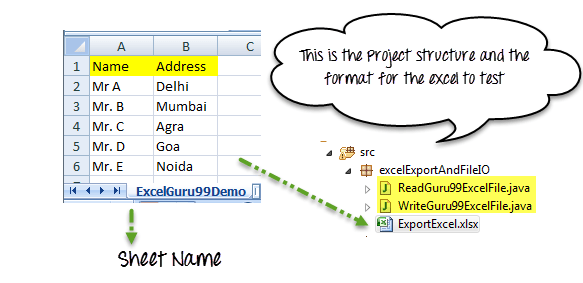 A B C
1 Name Address
2 Mr A Delhi
3 Mr. B Mumbai
4 Mr. C Agra
5 Mr. D Goa
6 Mr. E Noida
ExcelGuru99Demo
Sheet Name
This is the Project structure and the
format for the excel to test
src
excelExportAndFileIO
ReadGuru99ExcelFile.java
WriteGuru99ExcelFile.java
ExportExcel.xlsx